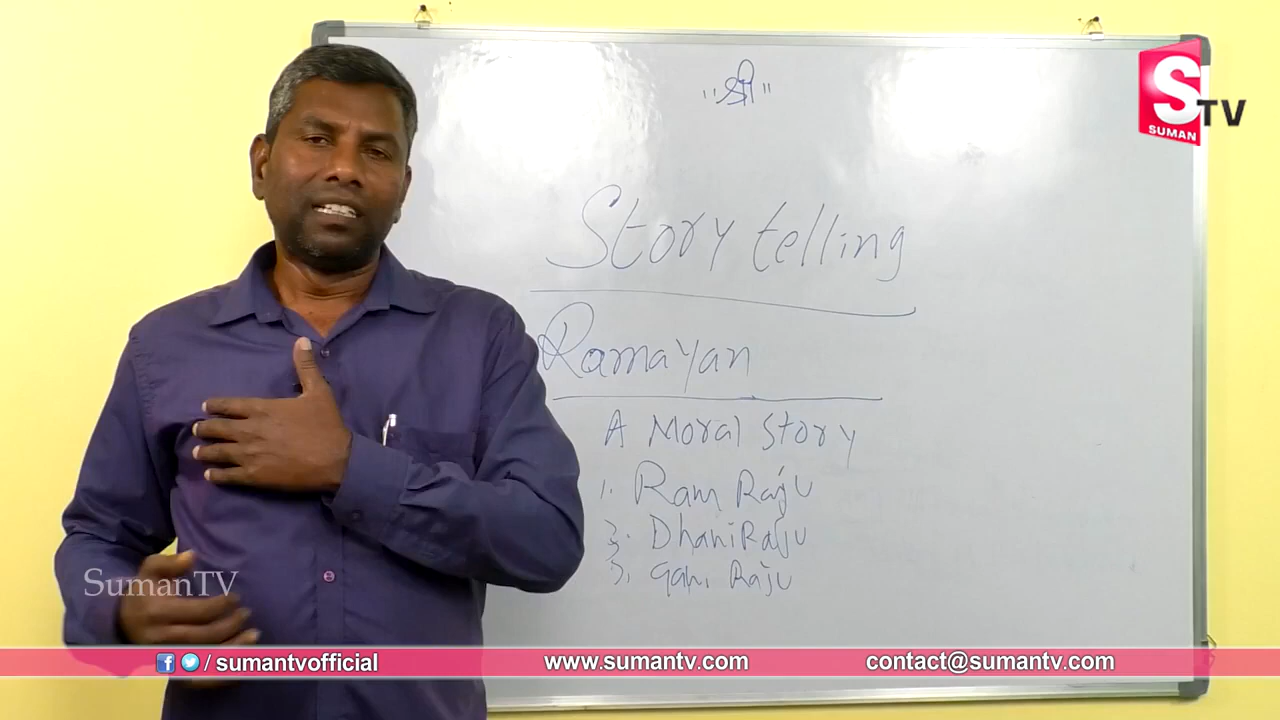 "श्री"
S TV
SUMAN
Story telling
Ramayan
A Moral Story
1. Ram Raju
2. Dhani Raju
3. Gani Raju
SumanTV
/ sumantvofficial
www.sumantv.com
contact@sumantv.com